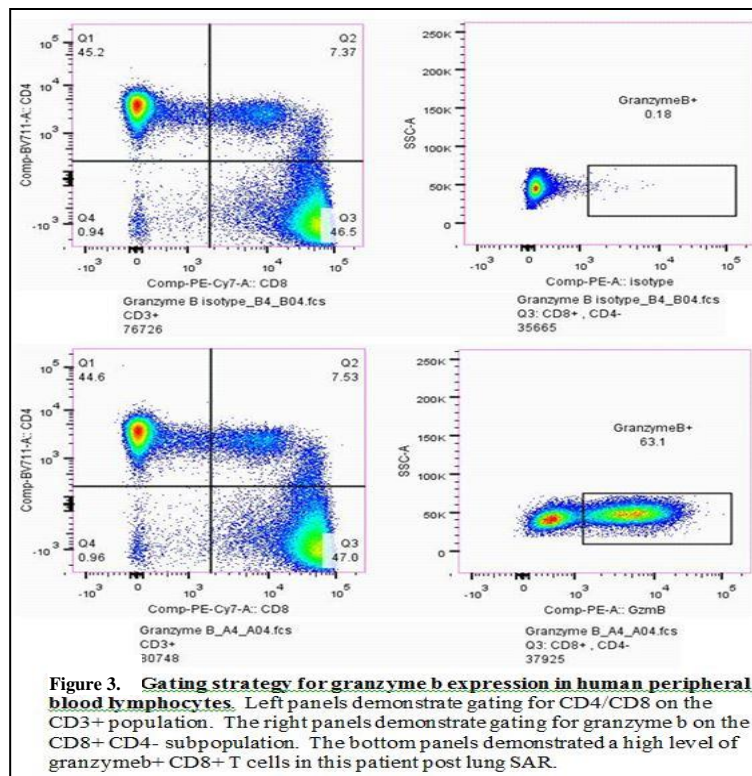 Q1
45.2
Q2
7.37
10^5
10^4
10^3
-10^3
Comp-BV711-A:: CD4
Q4
0.94
Q3
46.5
-10^3 10^3 10^4 10^5
Comp-PE-Cy7-A:: CD8
Granzyme B isotype_B4_B04.fcs
CD3+
76726
250K
200K
150K
100K
50K
0
SSC-A
GranzymeB+
0.18
-10^3 0 10^3 10^4 10^5
Comp-PE-A:: isotype
Granzyme B isotype_B4_B04.fcs
Q3: CD8+ , CD4-
35665
Q1
44.6
Q2
7.53
10^5
10^4
10^3
-10^3
Comp-BV711-A:: CD4
Q4
0.96
Q3
47.0
-10^3 10^3 10^4 10^5
Comp-PE-Cy7-A:: CD8
Granzyme B_A4_A04.fcs
CD3+
80748
250K
200K
150K
100K
50K
0
SSC-A
GranzymeB+
63.1
-10^3 0 10^3 10^4 10^5
Comp-PE-A:: GzmB
Granzyme B_A4_A04.fcs
Q3: CD8+ , CD4-
37925
Figure 3. Gating strategy for granzyme b expression in human peripheral
blood lymphocytes. Left panels demonstrate gating for CD4/CD8 on the
CD3+ population. The right panels demonstrate gating for granzyme b on the
CD8+ CD4- subpopulation. The bottom panels demonstrated a high level of
granzymeb+ CD8+ T cells in this patient post lung SAR.